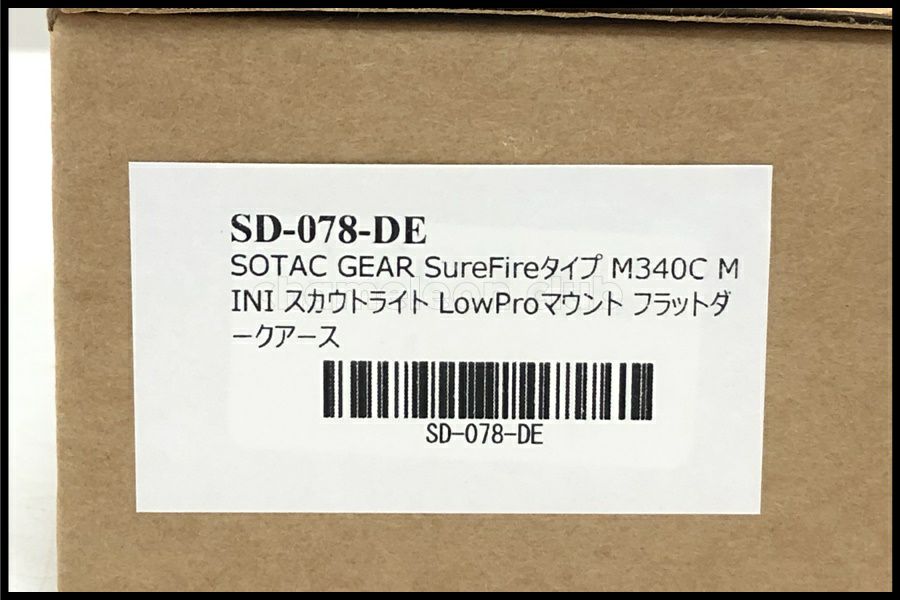 SD-078-DE
SOTAC GEAR SureFireタイプ M340C M
INI スカウトライト LowProマウント フラットダ
ークアース
SD-078-DE